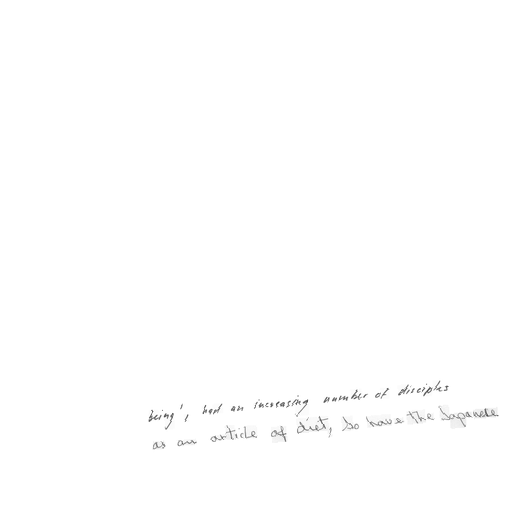 being', had an increasing number of disciples
as an article of diet, so have the Japanese